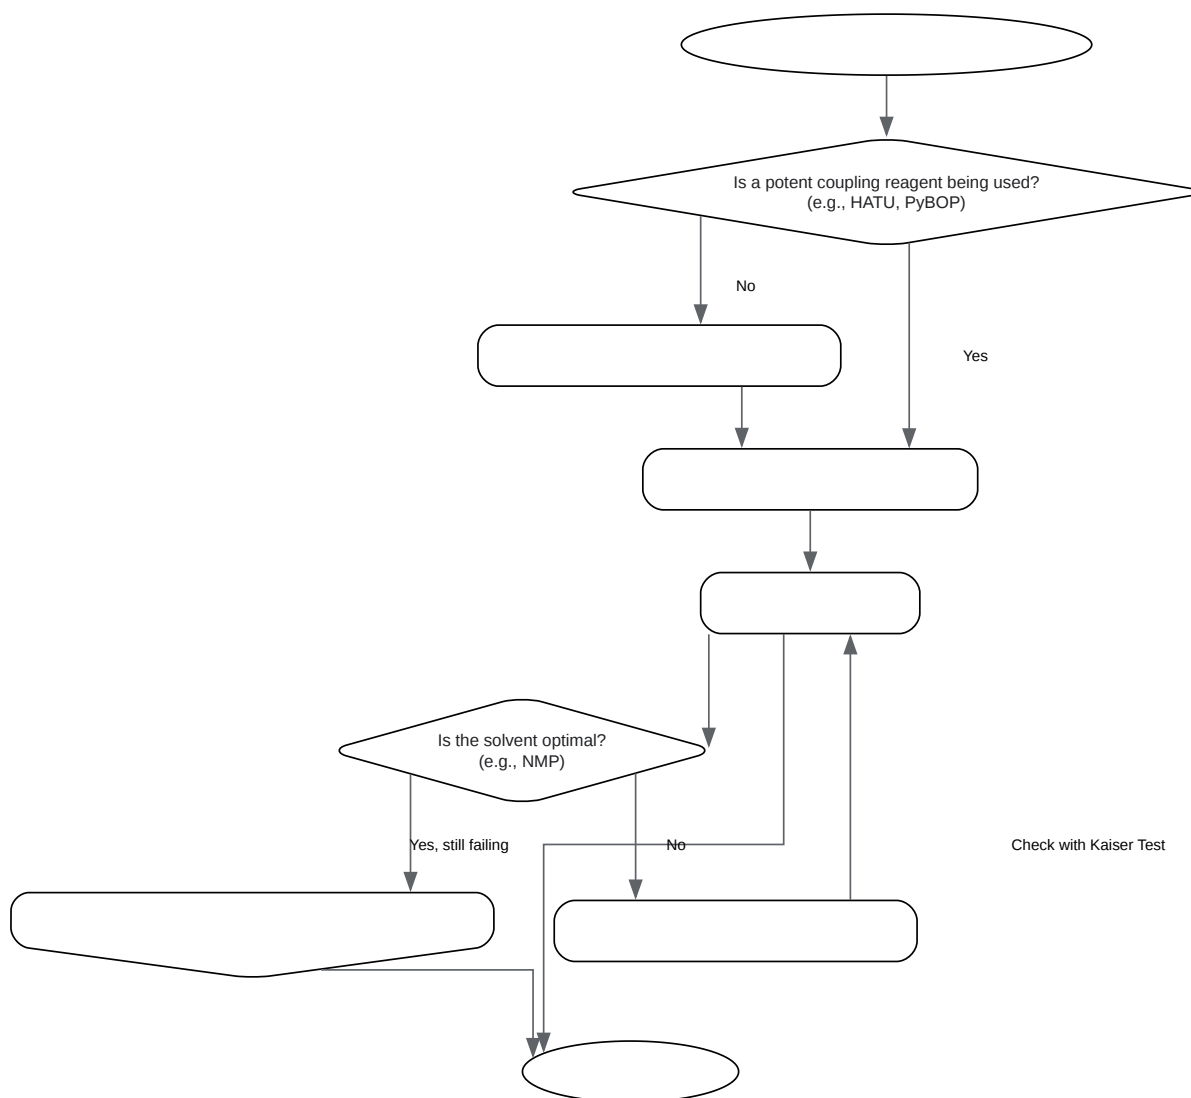 Is a potent coupling reagent being used?
(e.g., HATU, PyBOP)
No
Yes
Is the solvent optimal?
(e.g., NMP)
Yes, still failing
No
Check with Kaiser Test